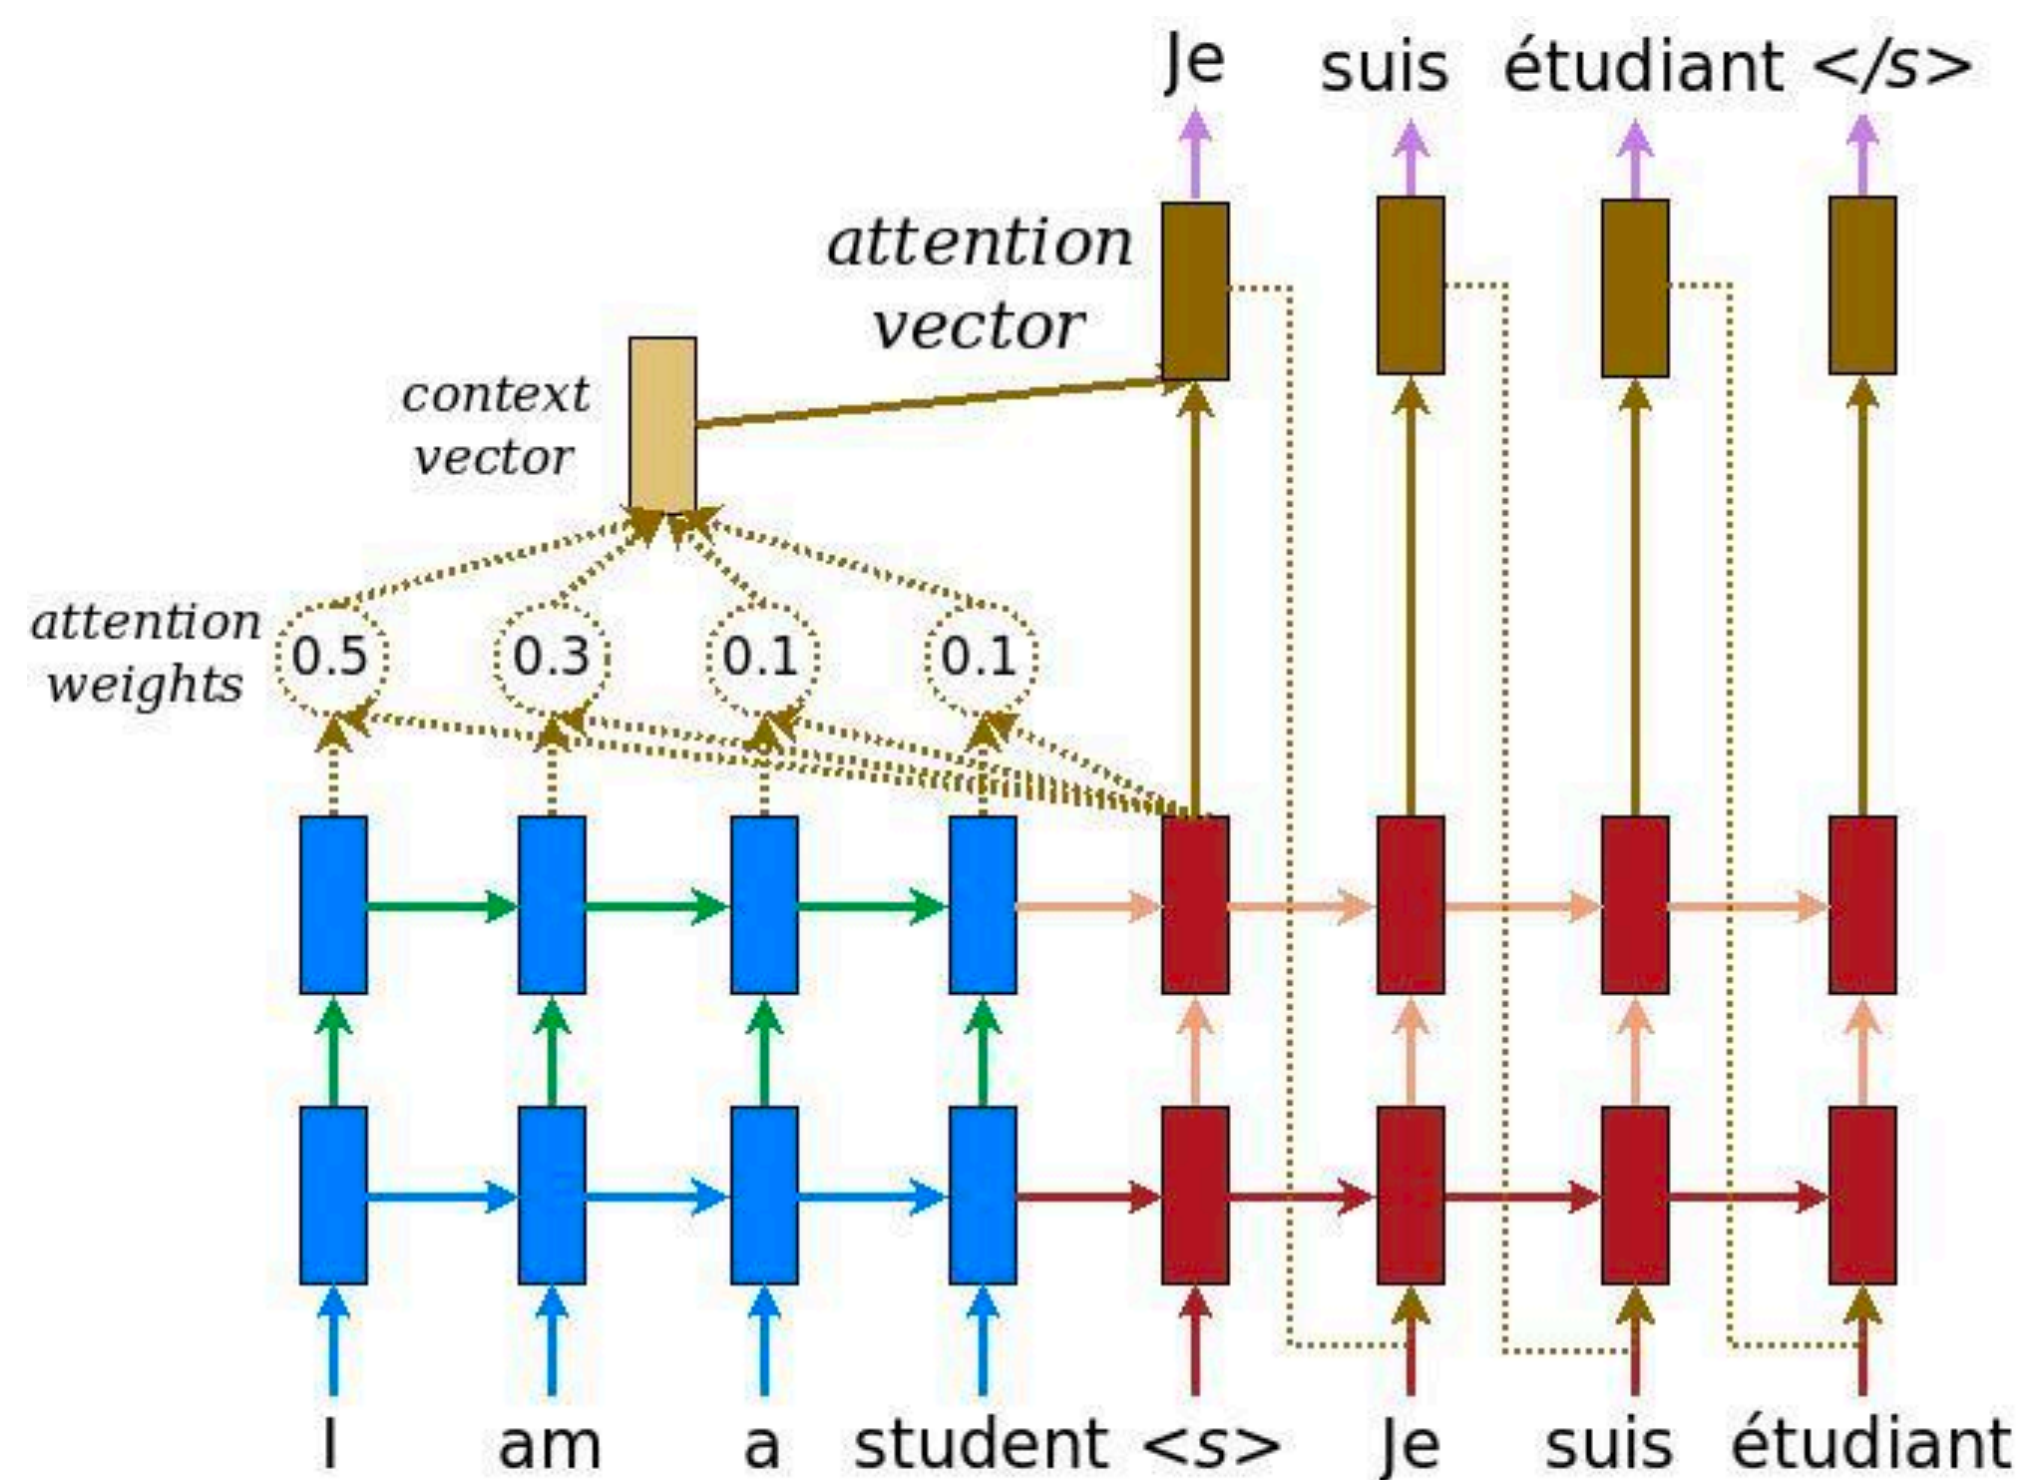 Je suis étudiant </s>
attention
vector
context
vector
attention
weights
0.5 0.3 0.1 0.1
I am a student <s> Je suis étudiant